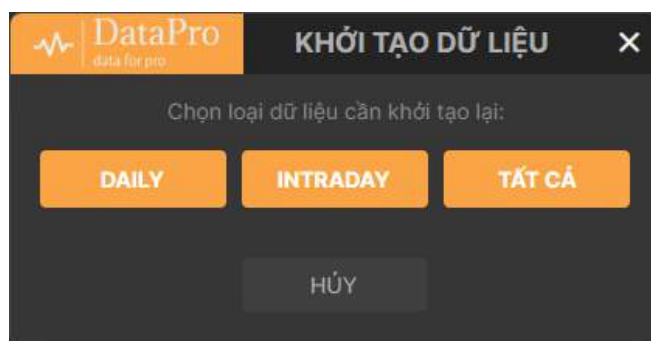 DataPro
data for pro
KHỞI TẠO DỮ LIỆU
Chọn loại dữ liệu cần khởi tạo lại:
DAILY
INTRADAY
TẤT CẢ
HỦY